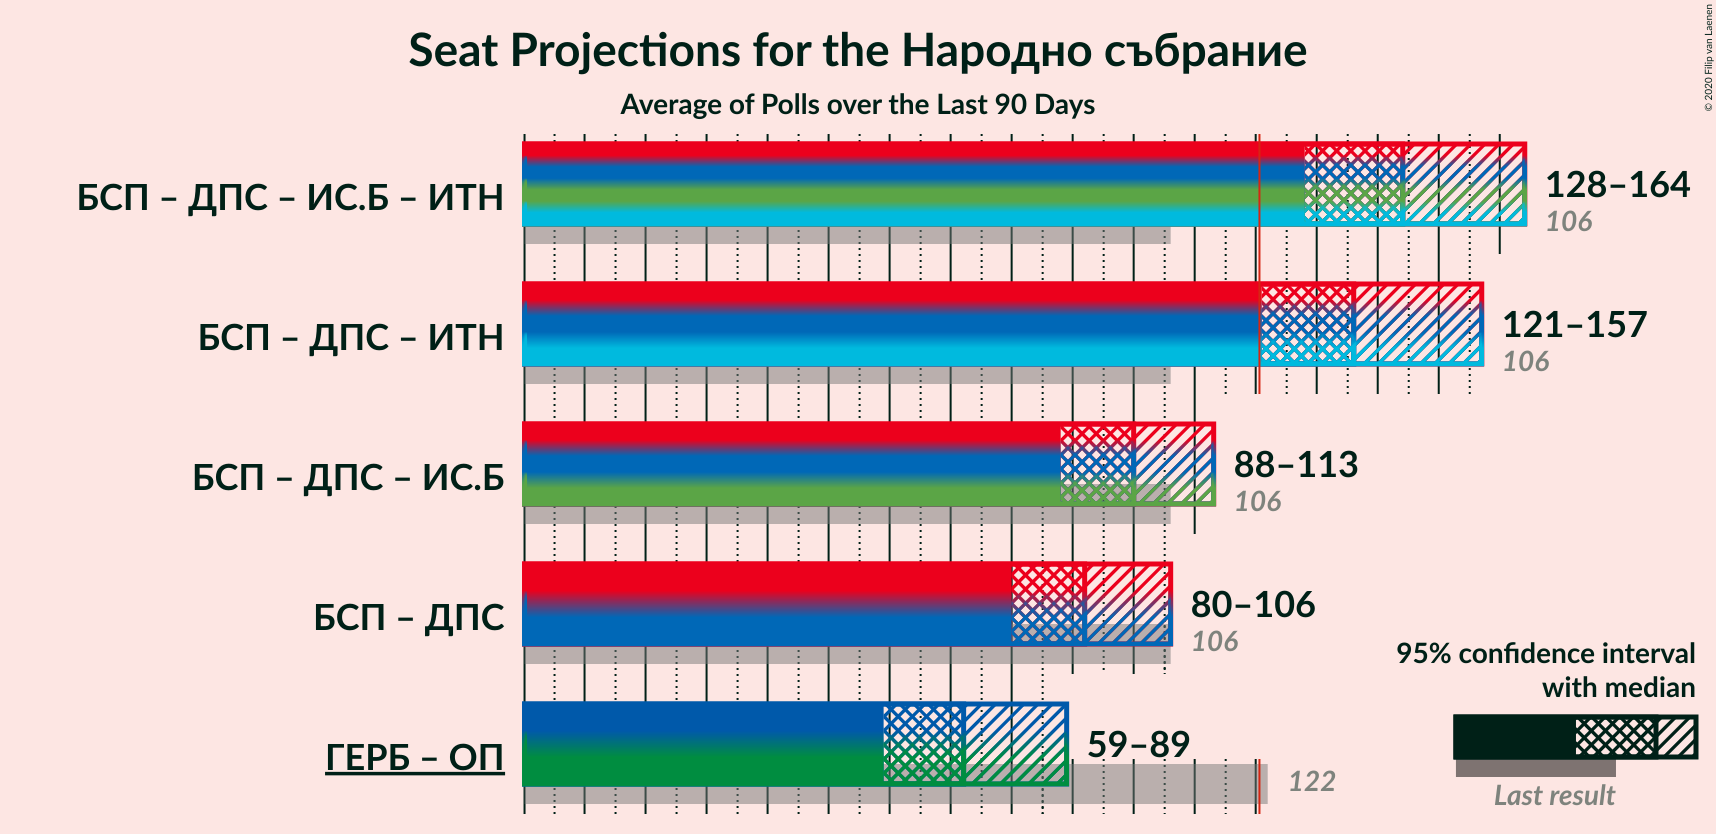 Seat Projections for the Народно събрание
Average of Polls over the Last 90 Days
© 2020 Filip van Laenen
БСП – ДПС – ИС.Б – ИТН
128–164
106
БСП – ДПС – ИТН
121–157
106
БСП – ДПС – ИС.Б
88–113
106
БСП – ДПС
80–106
106
ГЕРБ – ОП
59–89
122
95% confidence interval
with median
Last result